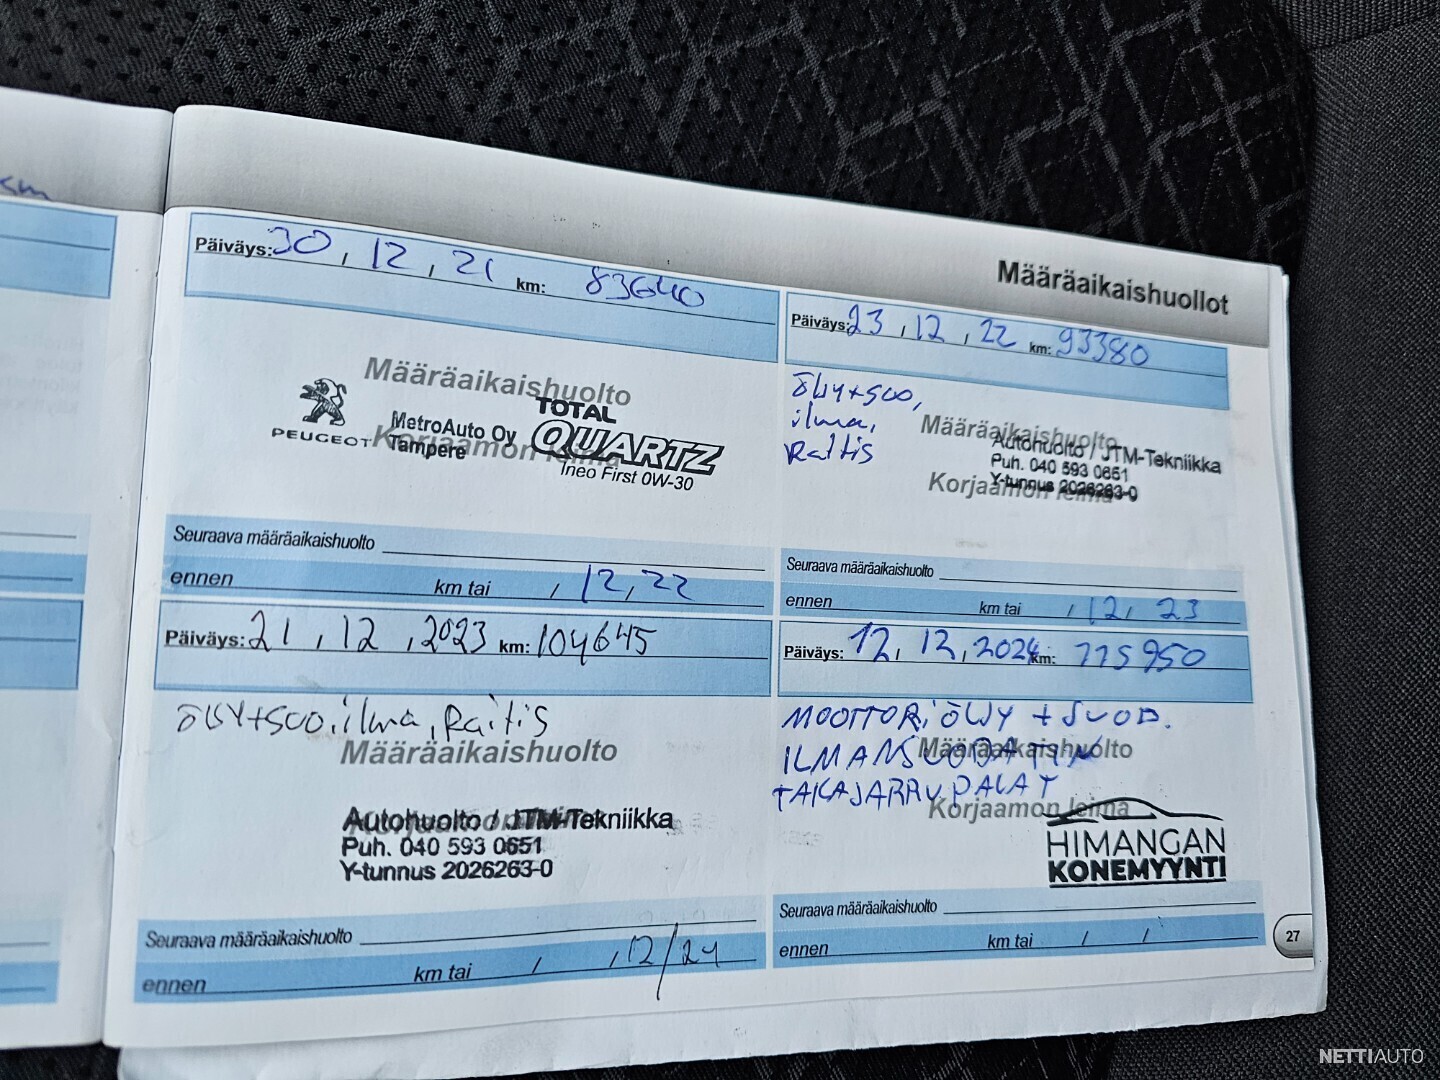 Määräaikaishuollot
Päiväys: 30, 12, 21 km: 83640
Määräaikaishuolto
PEUGEOT
MetroAuto Oy
Tampere
Korjaamon leima
TOTAL
QUARTZ
Ineo First 0W-30
Seuraava määräaikaishuolto
ennen km tai / 12, 22
Päiväys: 23, 12, 22 km: 93380
öljy+suo,
ilma,
Raitis
Määräaikaishuolto
Autohuolto / JTM-Tekniikka
Puh. 040 593 0651
Korjaamon leima
Y-tunnus 2026263-0
Seuraava määräaikaishuolto
ennen km tai / 12, 23
Päiväys: 21, 12, 2023 km: 104645
öljy+suo, ilma, Raitis
Määräaikaishuolto
Autohuolto / JTM-Tekniikka
Puh. 040 593 0651
Y-tunnus 2026263-0
Seuraava määräaikaishuolto
ennen km tai / , 12/24
Päiväys: 12, 12, 2024 km: 115950
MOOTTORIÖLJY + SUOD.
ILMANSUODATIN
Määräaikaishuolto
TAKAJARRUPALAT
Korjaamon leima
HIMANGAN
KONEMYYNTI
Seuraava määräaikaishuolto
ennen km tai / /
27
NETTIAUTO